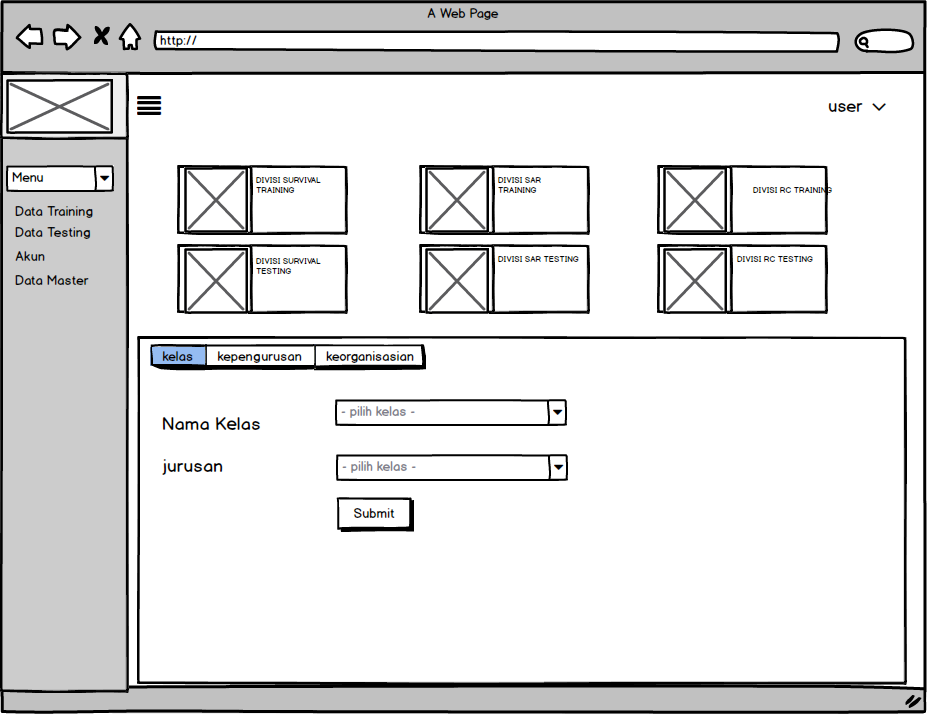 A Web Page
http://
user
Menu
Data Training
Data Testing
Akun
Data Master
DIVISI SURVIVAL
TRAINING
DIVISI SAR
TRAINING
DIVISI RC TRAINING
DIVISI SURVIVAL
TESTING
DIVISI SAR TESTING
DIVISI RC TESTING
kelas kepengurusan keorganisasian
Nama Kelas - pilih kelas -
jurusan - pilih kelas -
Submit